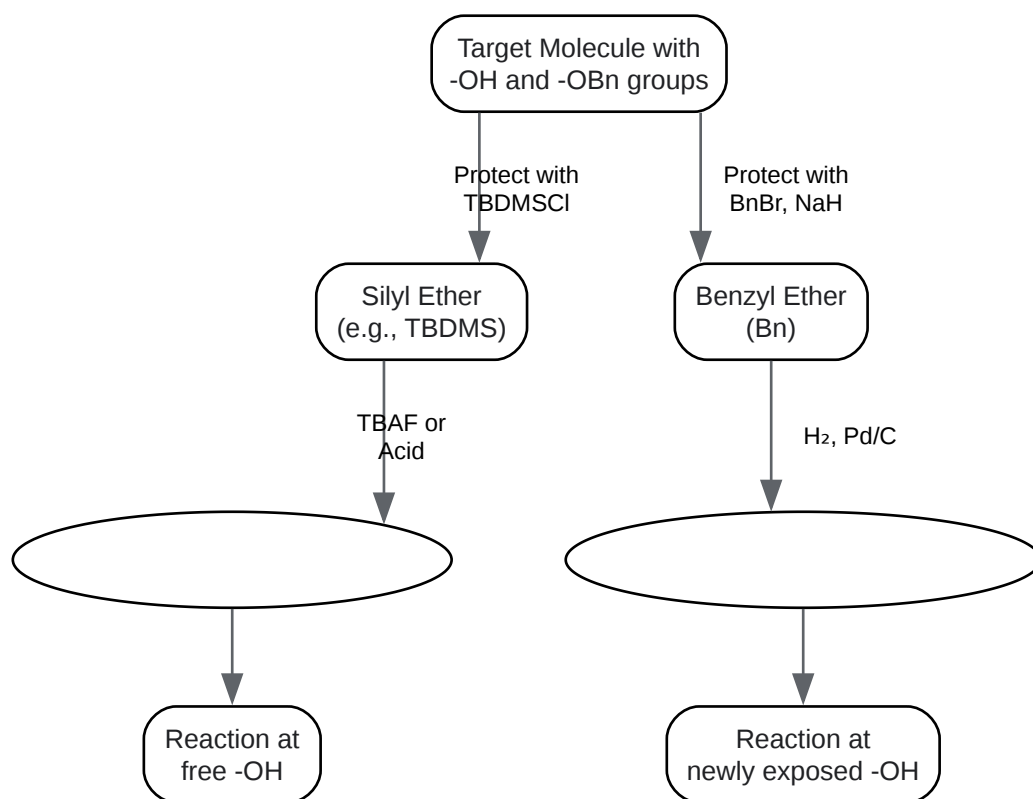 Target Molecule with
-OH and -OBn groups
Protect with
TBDMSCl
Protect with
BnBr, NaH
Silyl Ether
(e.g., TBDMS)
Benzyl Ether
(Bn)
TBAF or
Acid
H₂, Pd/C
Reaction at
free -OH
Reaction at
newly exposed -OH